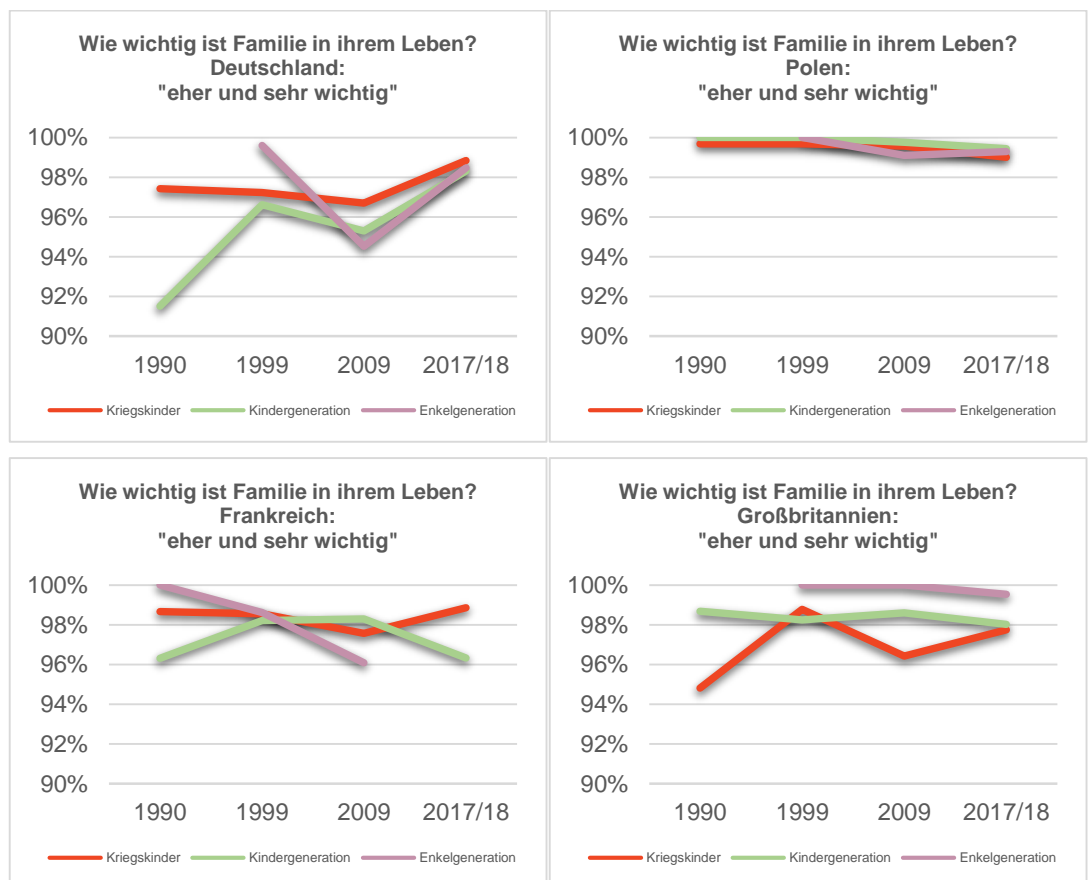 Wie wichtig ist Familie in ihrem Leben?
Deutschland:
"eher und sehr wichtig"
100%
98%
96%
94%
92%
90%
1990 1999 2009 2017/18
Kriegskinder Kindergeneration Enkelgeneration
Wie wichtig ist Familie in ihrem Leben?
Polen:
"eher und sehr wichtig"
100%
98%
96%
94%
92%
90%
1990 1999 2009 2017/18
Kriegskinder Kindergeneration Enkelgeneration
Wie wichtig ist Familie in ihrem Leben?
Frankreich:
"eher und sehr wichtig"
100%
98%
96%
94%
92%
90%
1990 1999 2009 2017/18
Kriegskinder Kindergeneration Enkelgeneration
Wie wichtig ist Familie in ihrem Leben?
Großbritannien:
"eher und sehr wichtig"
100%
98%
96%
94%
92%
90%
1990 1999 2009 2017/18
Kriegskinder Kindergeneration Enkelgeneration